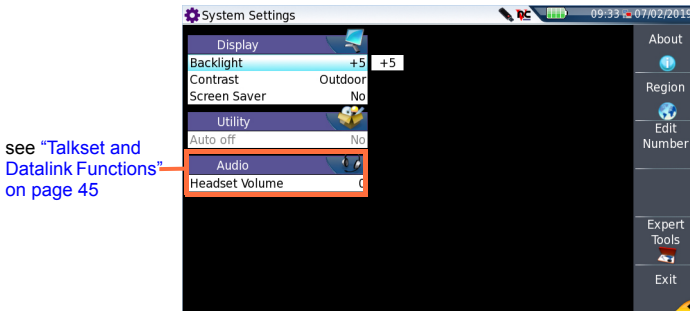 System Settings
DC
09:33 07/02/2019
Display
Backlight +5 +5
Contrast Outdoor
Screen Saver No
Utility
Auto off No
Audio
Headset Volume 0
see “Talkset and
Datalink Functions”
on page 45
About
Region
Edit
Number
Expert
Tools
Exit